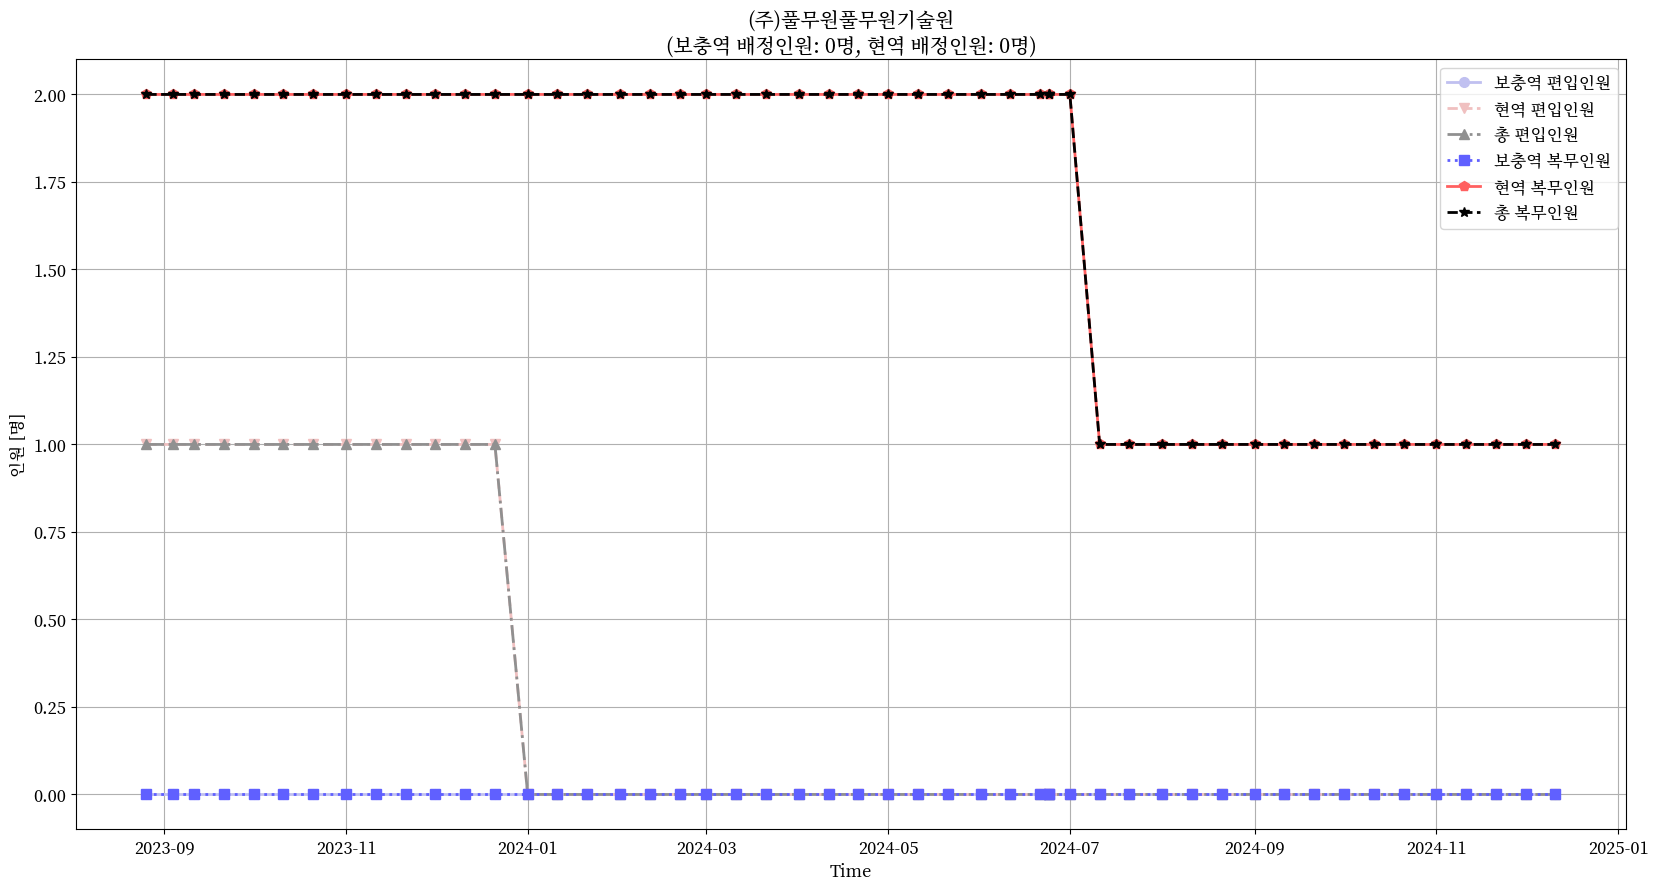 (주)풀무원풀무원기술원
(보충역 배정인원: 0명, 현역 배정인원: 0명)
보충역 편입인원
현역 편입인원
총 편입인원
보충역 복무인원
현역 복무인원
총 복무인원
인원 [명]
2.00
1.75
1.50
1.25
1.00
0.75
0.50
0.25
0.00
2023-09 2023-11 2024-01 2024-03 2024-05 2024-07 2024-09 2024-11 2025-01
Time